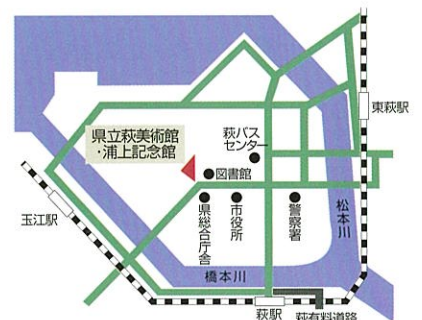 東萩駅
萩バス
センター
県立萩美術館
・浦上記念館
図書館
県総合庁舎
市役所
警察署
松本川
玉江駅
橋本川
萩駅
萩有料道路